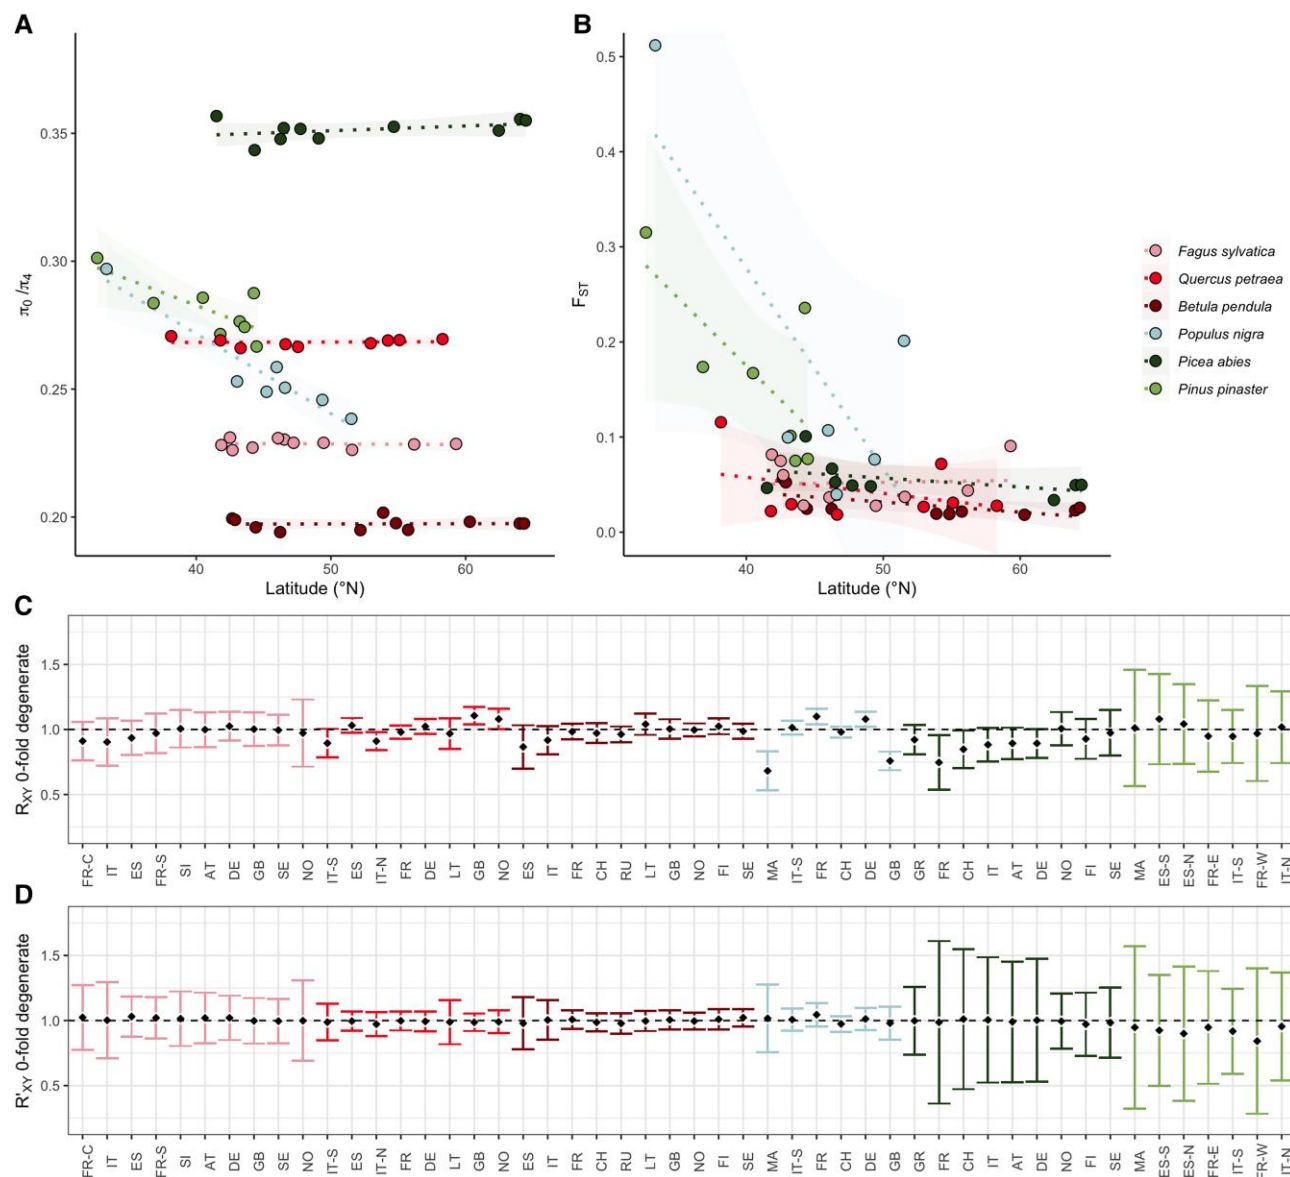 A
B
0.35
0.30
0.25
0.20
π0 /π4
40
50
60
Latitude (°N)
0.5
0.4
0.3
0.2
0.1
0.0
FST
40
50
60
Latitude (°N)
Fagus sylvatica
Quercus petraea
Betula pendula
Populus nigra
Picea abies
Pinus pinaster
C
RXY 0-fold degenerate
1.5
1.0
0.5
FR-C IT ES FR-S SI AT DE GB SE NO IT-S ES IT-N FR DE LT GB NO ES IT FR CH RU LT GB NO FI SE MA IT-S FR CH DE GB GR FR CH IT AT DE NO FI SE MA ES-S ES-N FR-E IT-S FR-W IT-N
D
R'XY 0-fold degenerate
1.5
1.0
0.5
FR-C IT ES FR-S SI AT DE GB SE NO IT-S ES IT-N FR DE LT GB NO ES IT FR CH RU LT GB NO FI SE MA IT-S FR CH DE GB GR FR CH IT AT DE NO FI SE MA ES-S ES-N FR-E IT-S FR-W IT-N